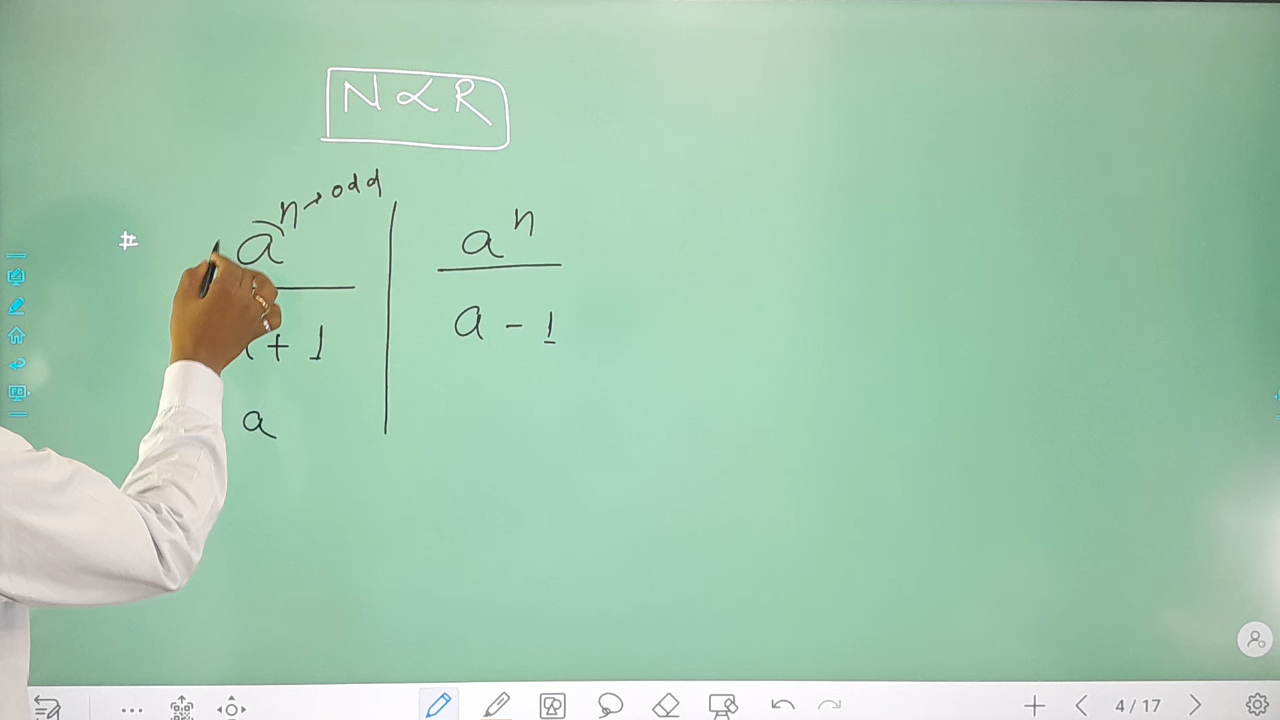 N ∝ R
# a^n → odd | a^n
+ 1 | a - 1
a
4 / 17